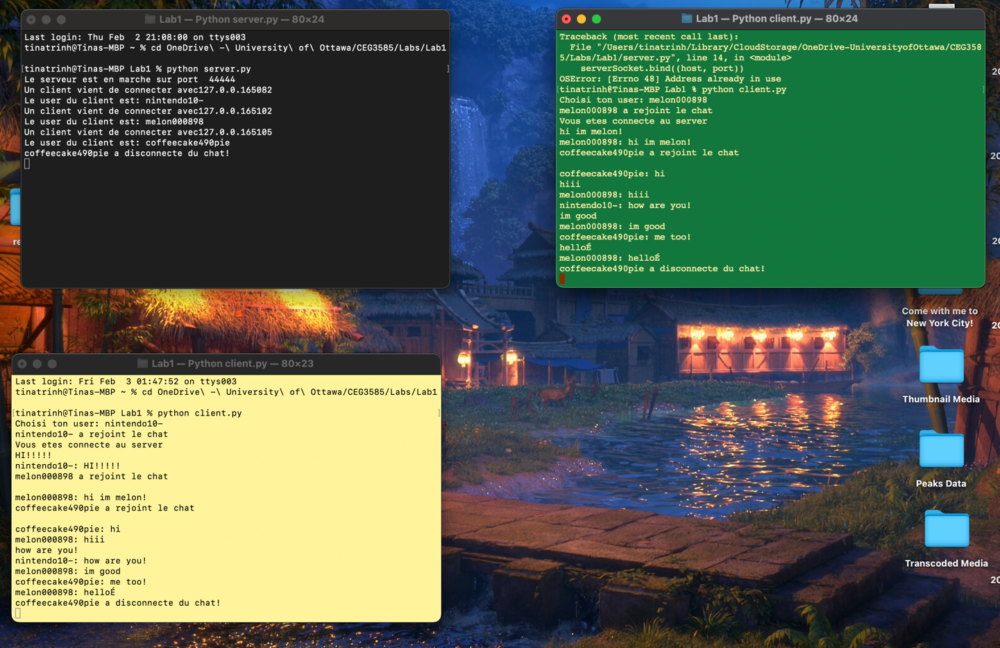 Lab1 — Python server.py — 80×24
Last login: Thu Feb  2 21:08:00 on ttys003
tinatrinh@Tinas-MBP ~ % cd OneDrive\ -\ University\ of\ Ottawa/CEG3585/Labs/Lab1
[tinatrinh@Tinas-MBP Lab1 % python server.py ]
Le serveur est en marche sur port  44444
Un client vient de connecter avec127.0.0.165082
Le user du client est: nintendo10-
Un client vient de connecter avec127.0.0.165102
Le user du client est: melon000898
Un client vient de connecter avec127.0.0.165105
Le user du client est: coffeecake490pie
coffeecake490pie a disconnecte du chat!
Lab1 — Python client.py — 80×24
Traceback (most recent call last):
  File "/Users/tinatrinh/Library/CloudStorage/OneDrive-UniversityofOttawa/CEG358
5/Labs/Lab1/server.py", line 14, in <module>
    serverSocket.bind((host, port))
OSError: [Errno 48] Address already in use
[tinatrinh@Tinas-MBP Lab1 % python client.py ]
Choisi ton user: melon000898
melon000898 a rejoint le chat
Vous etes connecte au server
hi im melon!
melon000898: hi im melon!
coffeecake490pie a rejoint le chat
coffeecake490pie: hi
hiii
melon000898: hiii
nintendo10-: how are you!
im good
melon000898: im good
coffeecake490pie: me too!
helloÉ
melon000898: helloÉ
coffeecake490pie a disconnecte du chat!
Lab1 — Python client.py — 80×23
Last login: Fri Feb  3 01:47:52 on ttys003
tinatrinh@Tinas-MBP ~ % cd OneDrive\ -\ University\ of\ Ottawa/CEG3585/Labs/Lab1
[tinatrinh@Tinas-MBP Lab1 % python client.py ]
Choisi ton user: nintendo10-
nintendo10- a rejoint le chat
Vous etes connecte au server
HI!!!!!
nintendo10-: HI!!!!!
melon000898 a rejoint le chat
melon000898: hi im melon!
coffeecake490pie a rejoint le chat
coffeecake490pie: hi
melon000898: hiii
how are you!
nintendo10-: how are you!
melon000898: im good
coffeecake490pie: me too!
melon000898: helloÉ
coffeecake490pie a disconnecte du chat!
Come with me to
New York City!
Thumbnail Media
Peaks Data
Transcoded Media